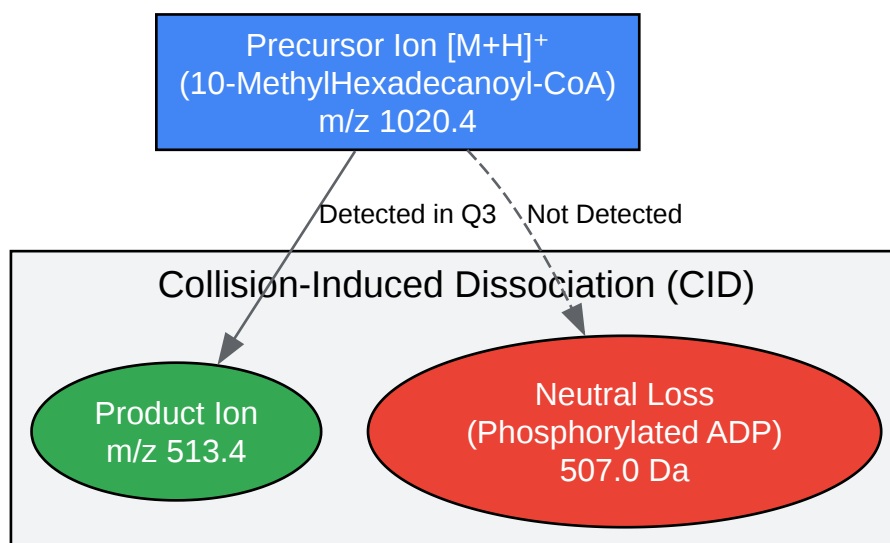 Precursor Ion [M+H]⁺
(10-MethylHexadecanoyl-CoA)
m/z 1020.4
Detected in Q3
Not Detected
Collision-Induced Dissociation (CID)
Product Ion
m/z 513.4
Neutral Loss
(Phosphorylated ADP)
507.0 Da